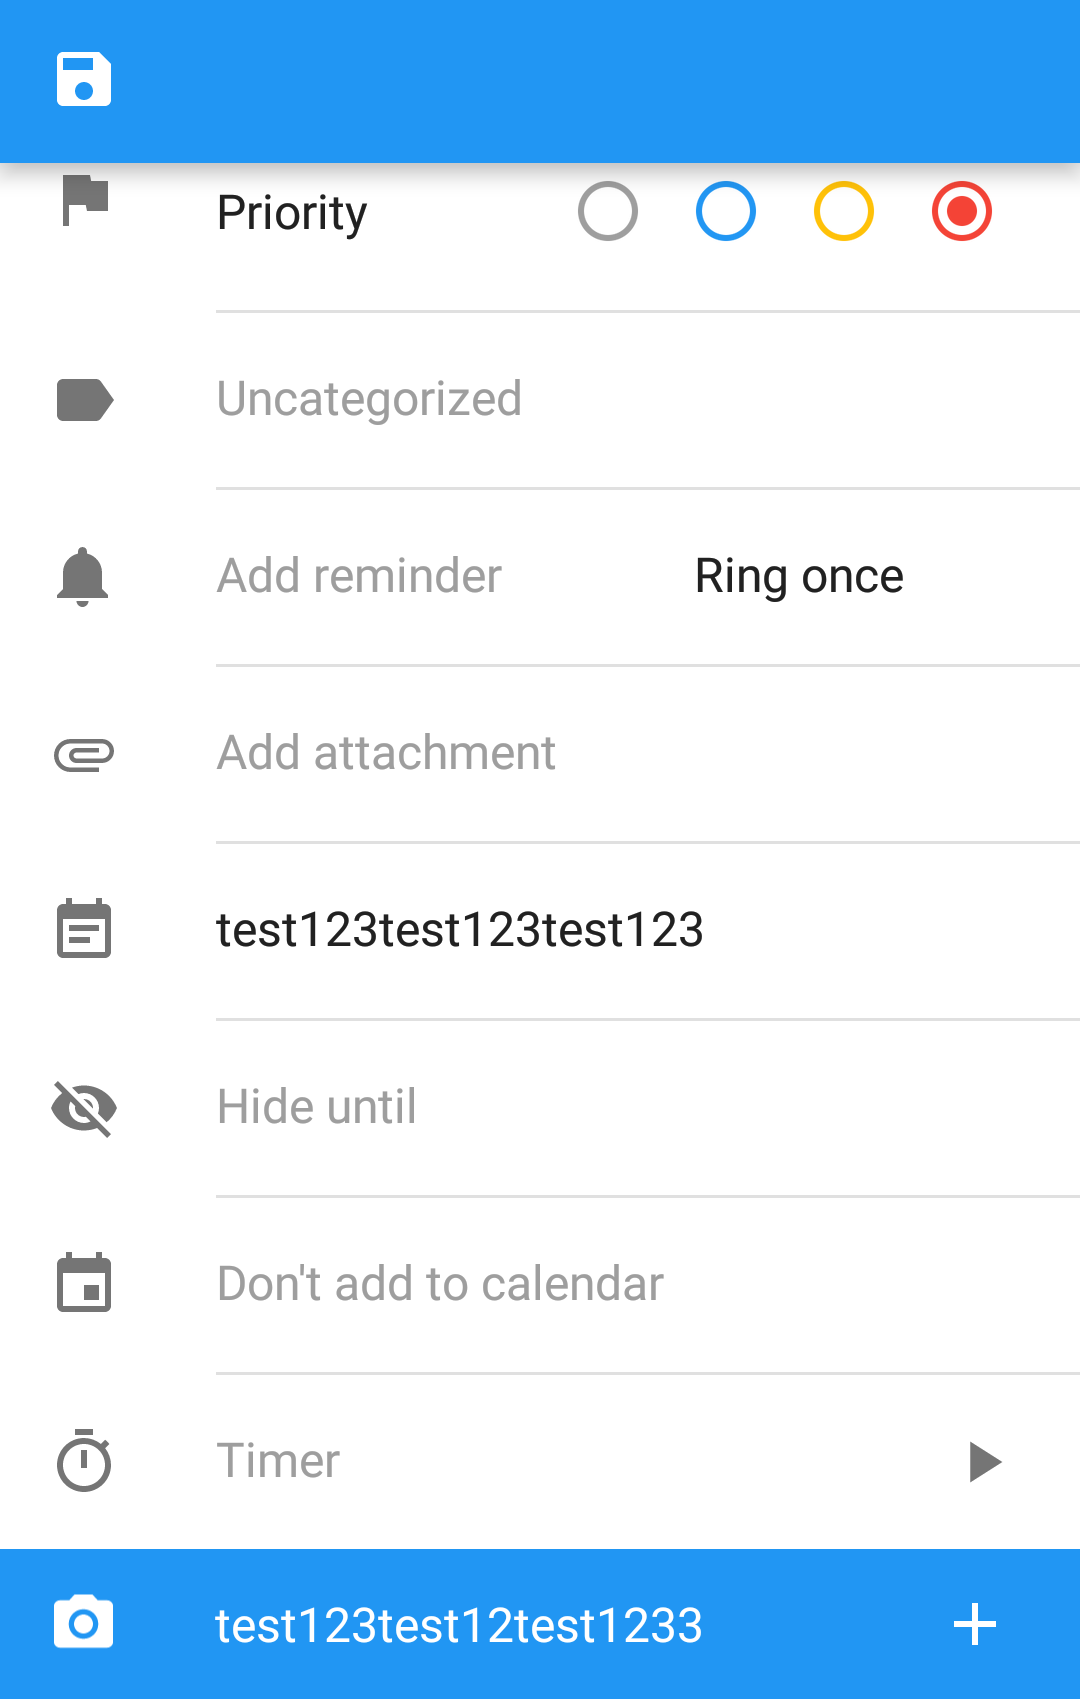 Priority
Uncategorized
Add reminder Ring once
Add attachment
test123test123test123
Hide until
Don't add to calendar
Timer
test123test12test1233